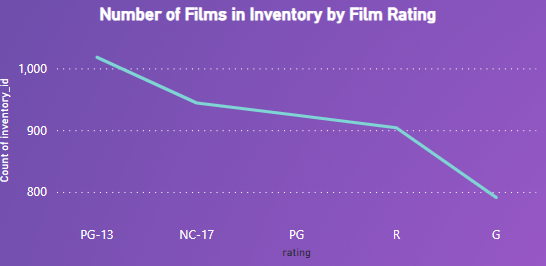 Number of Films in Inventory by Film Rating
Count of inventory_id
1,000
900
800
PG-13 NC-17 PG R G
rating